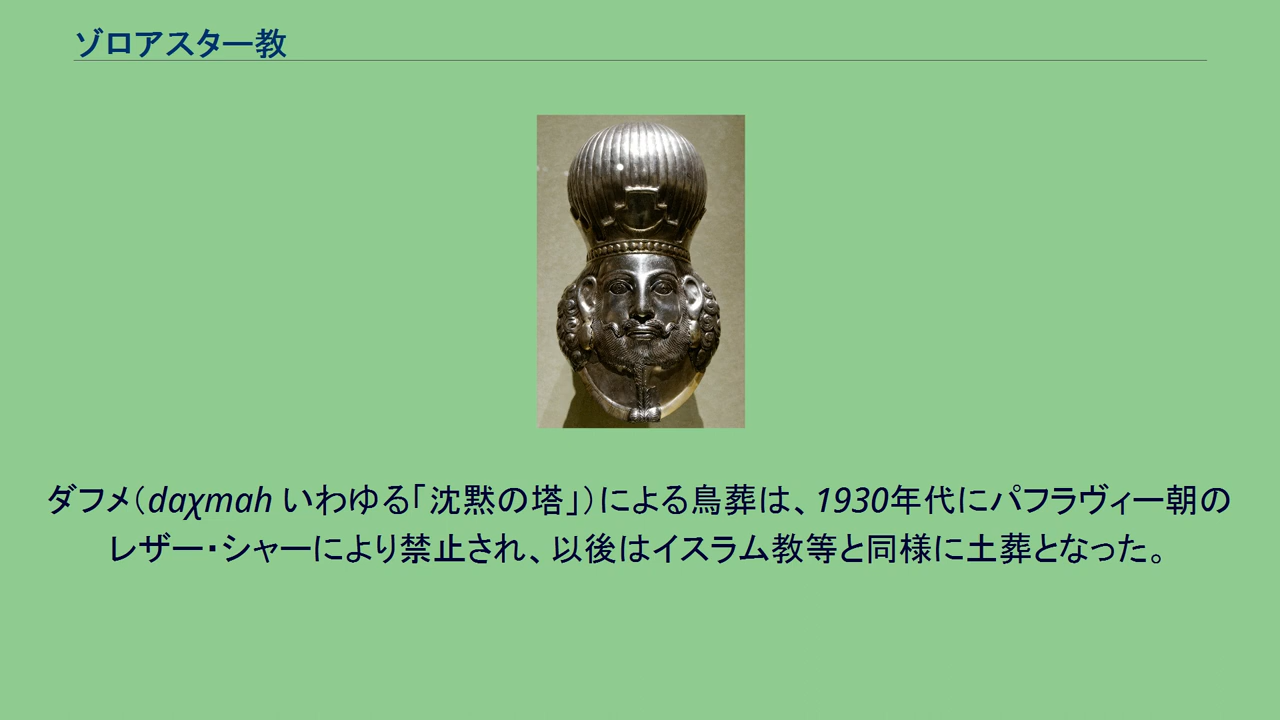 ゾロアスター教
ダフメ（daχmah いわゆる「沈黙の塔」）による鳥葬は、1930年代にパフラヴィー朝の
レザー・シャーにより禁止され、以後はイスラム教等と同様に土葬となった。